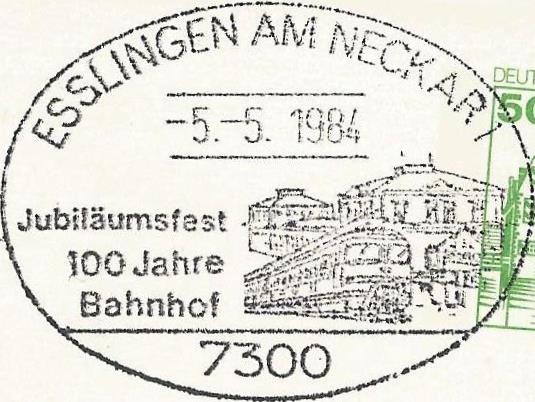 ESSLINGEN AM NECKAR 1
-5.-5. 1984
Jubiläumsfest
100 Jahre
Bahnhof
7300
DEUT
50